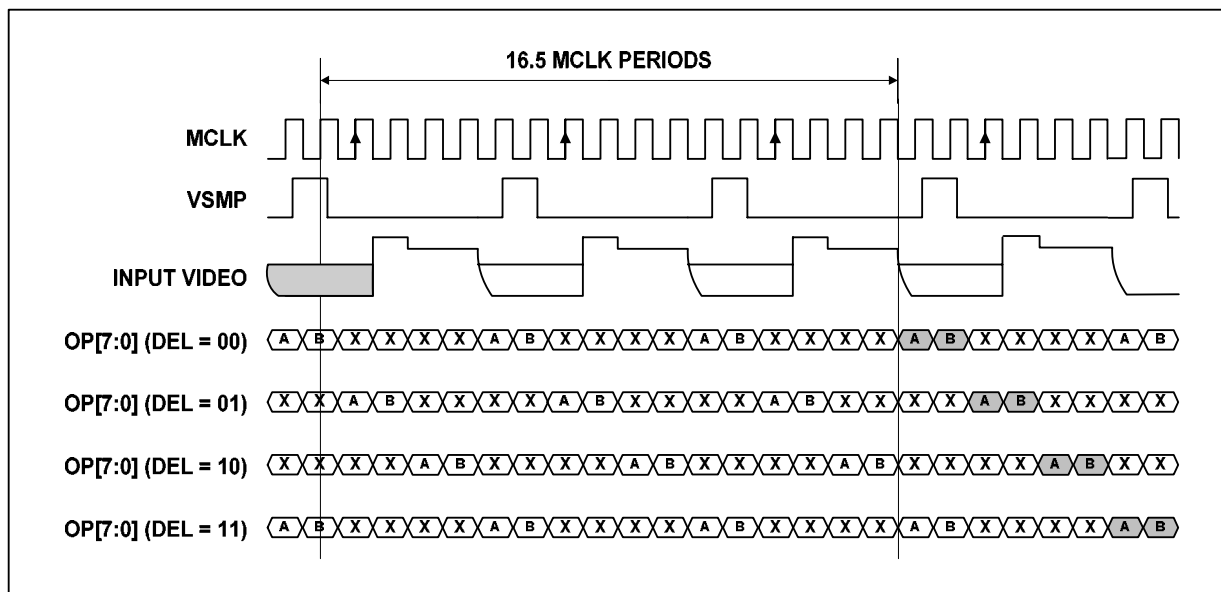 16.5 MCLK PERIODS
MCLK
VSMP
INPUT VIDEO
OP[7:0] (DEL = 00) A B X X X X A B X X X X A B X X X X A B X X X X A B
OP[7:0] (DEL = 01) X X A B X X X X A B X X X X A B X X X X A B X X X X
OP[7:0] (DEL = 10) X X X X A B X X X X A B X X X X A B X X X X A B X X
OP[7:0] (DEL = 11) A B X X X X A B X X X X A B X X X X A B X X X X A B